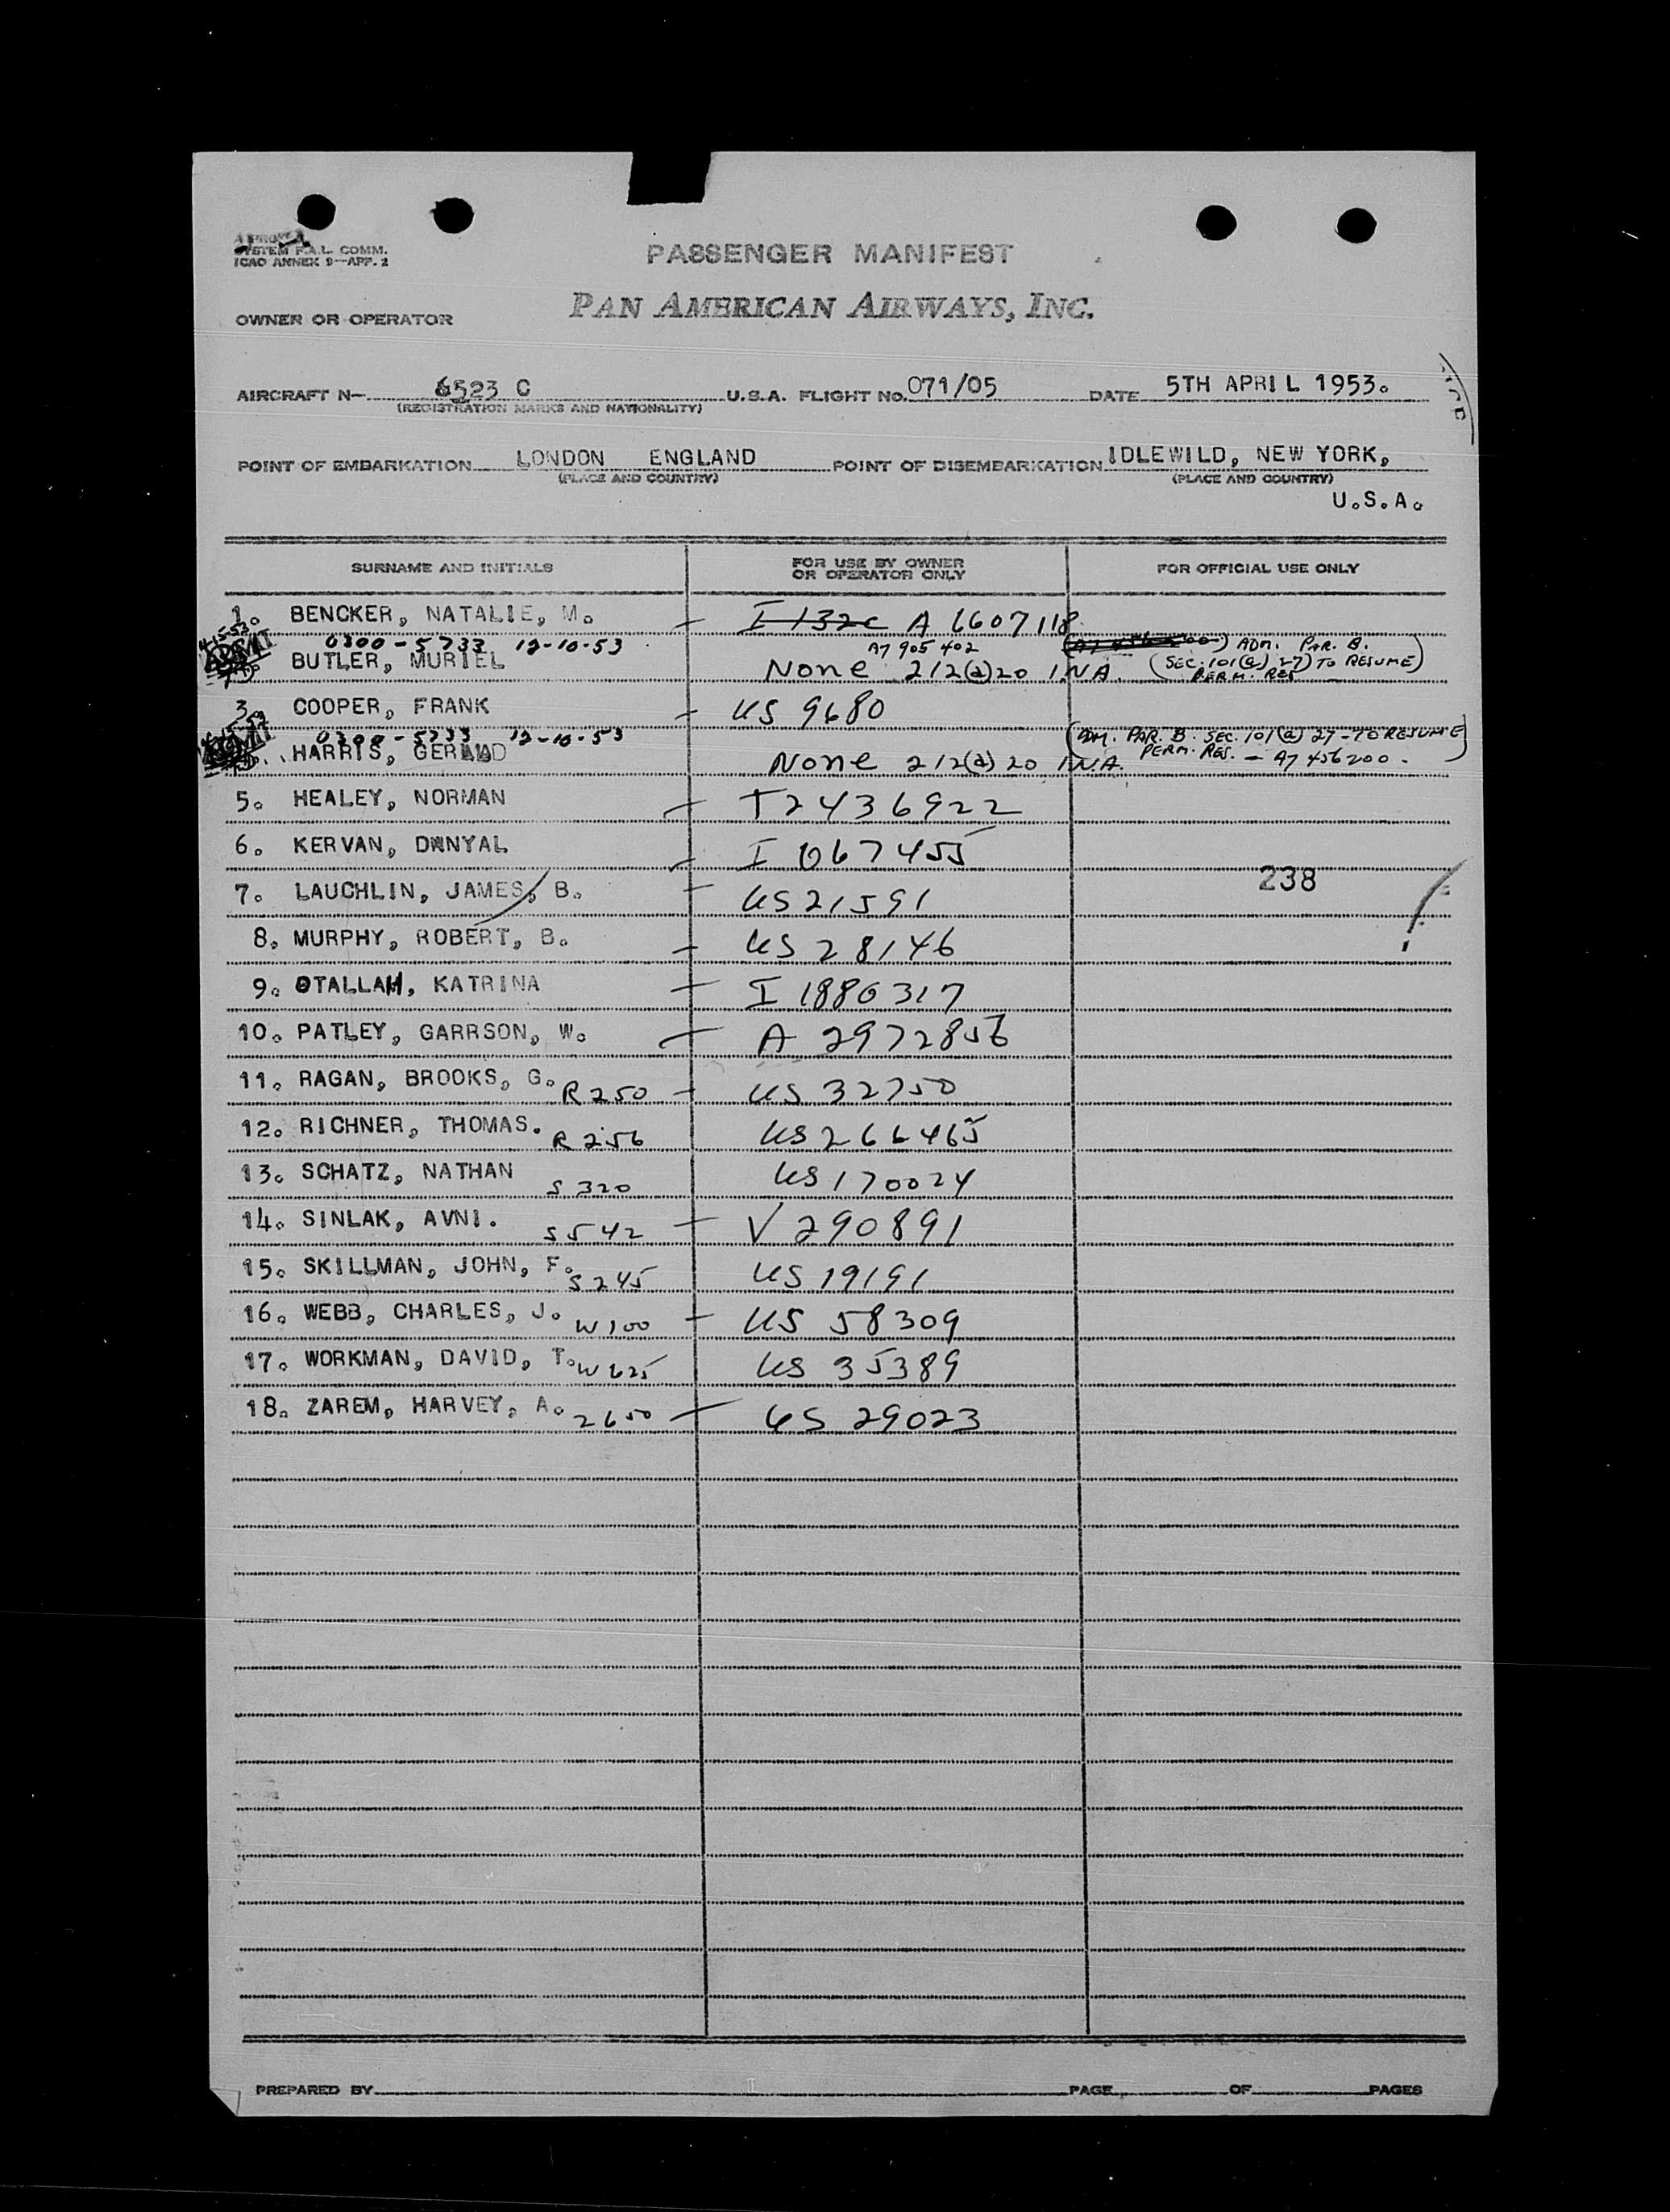 SYSTEM F.A.L. COMM.
ICAO ANNEX 9—APP. 2
PASSENGER MANIFEST
OWNER OR OPERATOR PAN AMERICAN AIRWAYS, INC.
AIRCRAFT N— 6523 C U.S.A. FLIGHT No. 071/05 DATE 5TH APRIL 1953.
(REGISTRATION MARKS AND NATIONALITY)
POINT OF EMBARKATION LONDON ENGLAND POINT OF DISEMBARKATION IDLEWILD, NEW YORK,
(PLACE AND COUNTRY) (PLACE AND COUNTRY)
U.S.A.
SURNAME AND INITIALS FOR USE BY OWNER OR OPERATOR ONLY FOR OFFICIAL USE ONLY
1. BENCKER, NATALIE, M. — I 132c A 6607118
0300-5733 12-10-53 A7 905 402 ADM. PAR. B.
BUTLER, MURIEL None 212(d)20 I.N.A. (SEC. 101(a) 27) TO RESUME)
PERM. RES
3. COOPER, FRANK — US 9680
0300-5733 12-10-53 (ADM. PAR. B. SEC. 101(a) 27 - TO RESUME
HARRIS, GERALD None 212(d)20 I.N.A. PERM. RES. — A7 456200.)
5. HEALEY, NORMAN — T2436922
6. KERVAN, DANYAL — I 067455
238
7. LAUCHLIN, JAMES, B. — US 21591
8. MURPHY, ROBERT, B. — US 28146
9. OTALLAH, KATRINA — I 1886317
10. PATLEY, GARRSON, W. — A 2972856
11. RAGAN, BROOKS, G. R250 — US 32750
12. RICHNER, THOMAS. R256 US 266465
13. SCHATZ, NATHAN S320 US 170024
14. SINLAK, AVNI. S542 — V 290891
15. SKILLMAN, JOHN, F. S245 US 19191
16. WEBB, CHARLES, J. W100 — US 58309
17. WORKMAN, DAVID, T. W625 US 35389
18. ZAREM, HARVEY, A. Z650 — US 29023
PREPARED BY PAGE OF PAGES